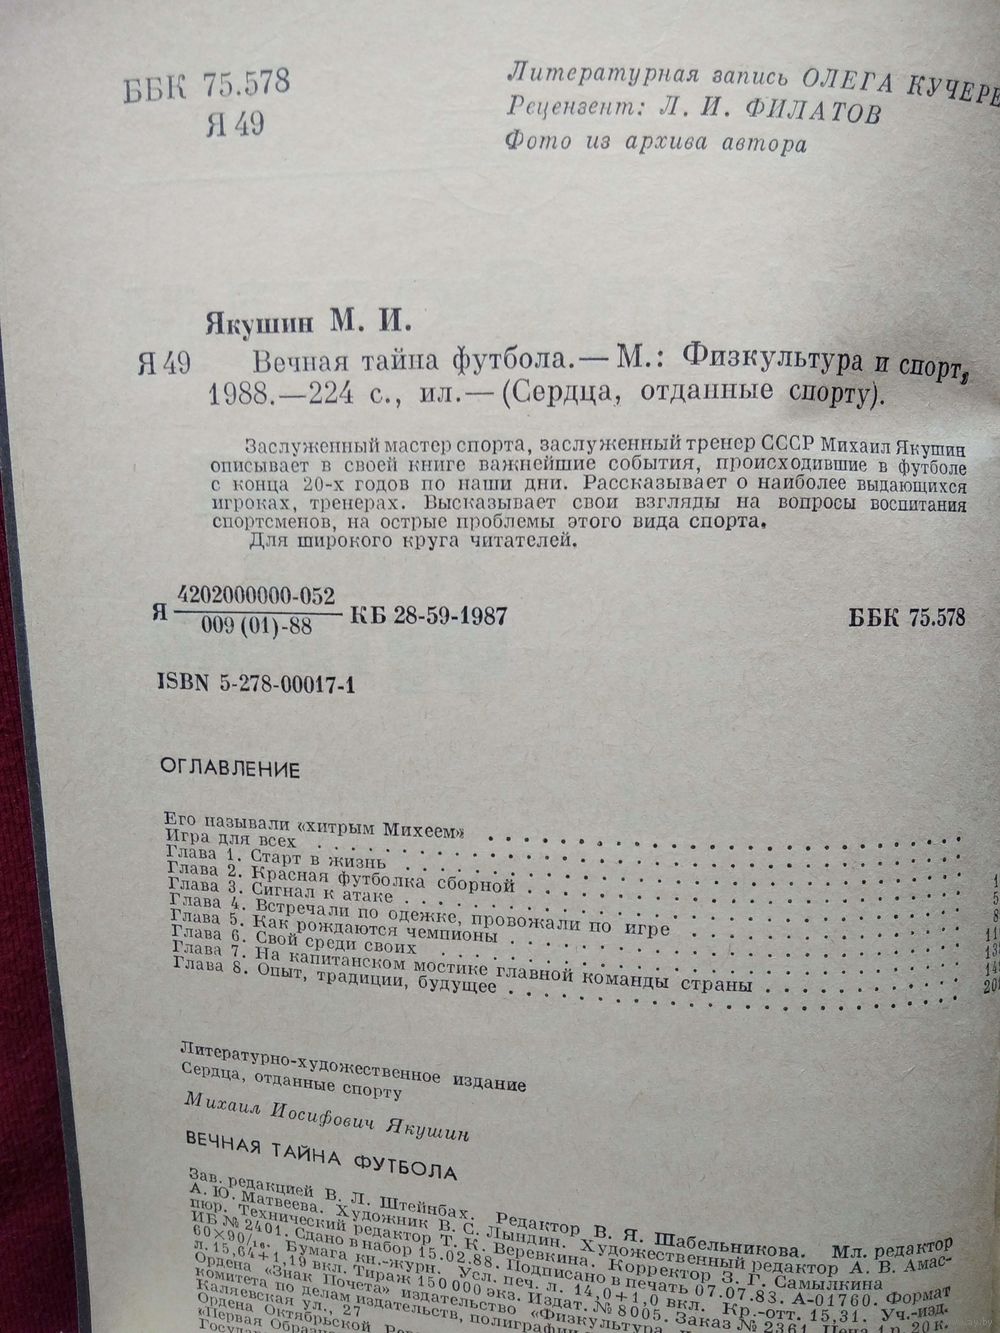 ББК 75.578
Я 49
Литературная запись ОЛЕГА КУЧЕРЕ
Рецензент: Л. И. ФИЛАТОВ
Фото из архива автора
Якушин М. И.
Я 49 Вечная тайна футбола. — М.: Физкультура и спорт,
1988.—224 с., ил.— (Сердца, отданные спорту).
Заслуженный мастер спорта, заслуженный тренер СССР Михаил Якушин
описывает в своей книге важнейшие события, происходившие в футболе
с конца 20-х годов по наши дни. Рассказывает о наиболее выдающихся
игроках, тренерах. Высказывает свои взгляды на вопросы воспитания
спортсменов, на острые проблемы этого вида спорта.
Для широкого круга читателей.
Я 4202000000-052 / 009 (01)-88 КБ 28-59-1987 ББК 75.578
ISBN 5-278-00017-1
ОГЛАВЛЕНИЕ
Его называли «хитрым Михеем»
Игра для всех
Глава 1. Старт в жизнь
Глава 2. Красная футболка сборной
Глава 3. Сигнал к атаке
Глава 4. Встречали по одежке, провожали по игре
Глава 5. Как рождаются чемпионы
Глава 6. Свой среди своих
Глава 7. На капитанском мостике главной команды страны
Глава 8. Опыт, традиции, будущее
Литературно-художественное издание
Сердца, отданные спорту
Михаил Иосифович Якушин
ВЕЧНАЯ ТАЙНА ФУТБОЛА
Зав. редакцией В. Л. Штейнбах. Редактор В. Я. Шабельникова. Мл. редактор
А. Ю. Матвеева. Художник В. С. Лындин. Художественный редактор А. В. Амас-
пюр. Технический редактор Т. К. Веревкина. Корректор З. Г. Самылкина
ИБ № 2401. Сдано в набор 15.02.88. Подписано в печать 07.07.83. А-01760. Формат
60×90/16. Бумага кн.-журн. Усл. печ. л. 14,0+1,0 вкл. Кр.-отт. 15,31. Уч.-изд.
л. 15,64+1,19 вкл. Тираж 150 000 экз. Издат. № 8005. Заказ № 2361. Цена 1 р. 20 к.
Ордена «Знак Почета» издательство «Физкультура
комитета по делам издательств, полиграфии
Каляевская ул., 27
Ордена Октябрьской
«Первая Образ